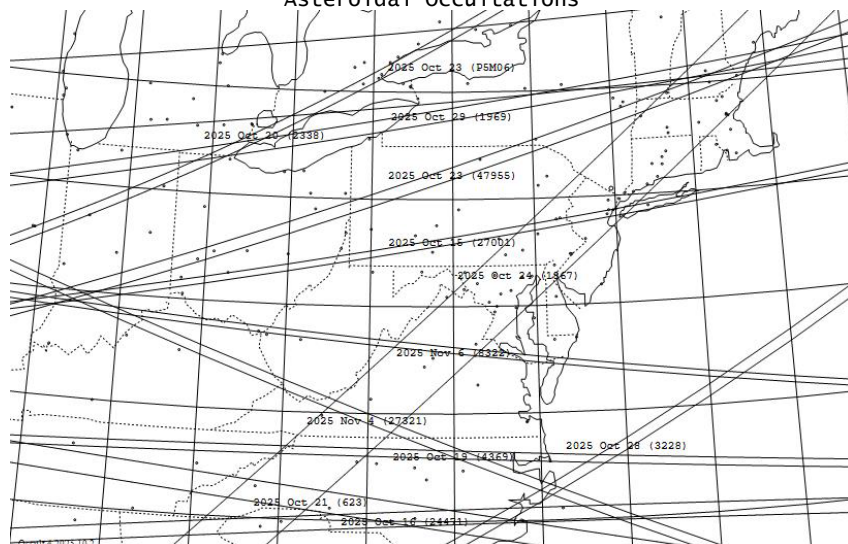 Asteroidal Occultations
2025 Oct 23 (P5M06)
2025 Oct 29 (1969)
2025 Oct 20 (2338)
2025 Oct 23 (47955)
2025 Oct 15 (27001)
2025 Oct 24 (1867)
2025 Nov 6 (8322)
2025 Nov 4 (27321)
2025 Oct 28 (3228)
2025 Oct 19 (4369)
2025 Oct 21 (623)
2025 Oct 16 (24451)